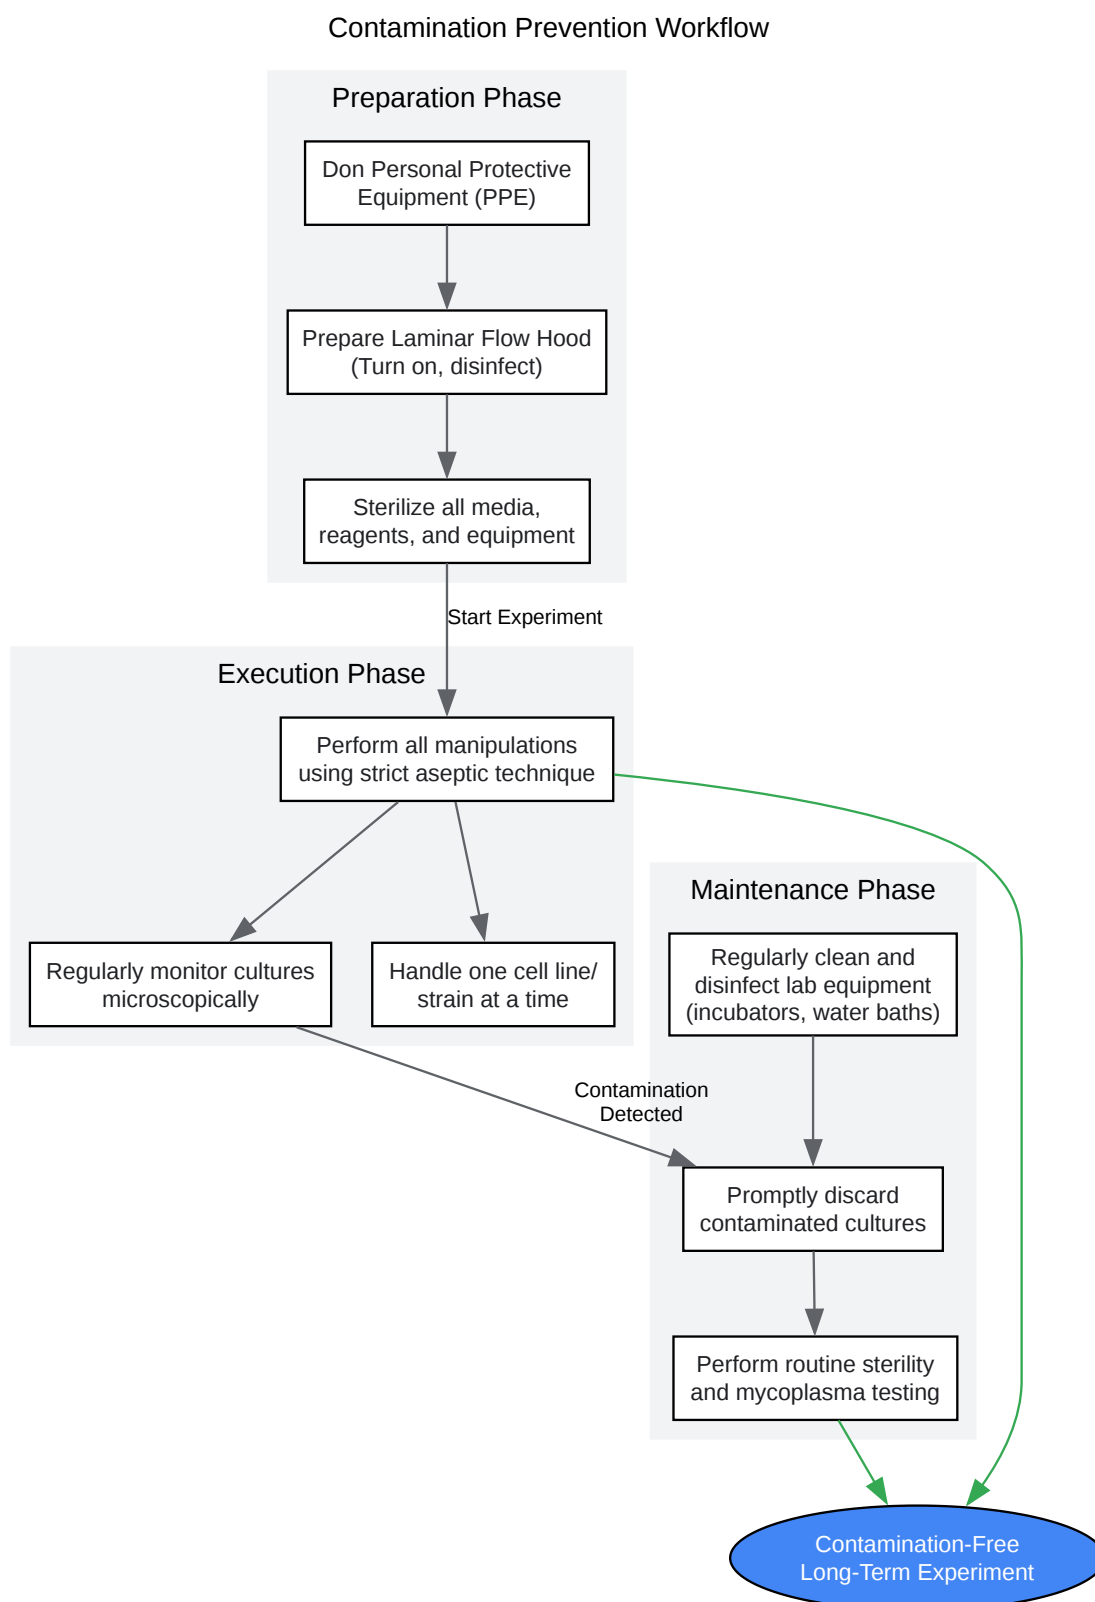 Contamination Prevention Workflow
Preparation Phase
Don Personal Protective
Equipment (PPE)
Prepare Laminar Flow Hood
(Turn on, disinfect)
Sterilize all media,
reagents, and equipment
Start Experiment
Execution Phase
Perform all manipulations
using strict aseptic technique
Regularly monitor cultures
microscopically
Handle one cell line/
strain at a time
Maintenance Phase
Regularly clean and
disinfect lab equipment
(incubators, water baths)
Contamination
Detected
Promptly discard
contaminated cultures
Perform routine sterility
and mycoplasma testing
Contamination-Free
Long-Term Experiment